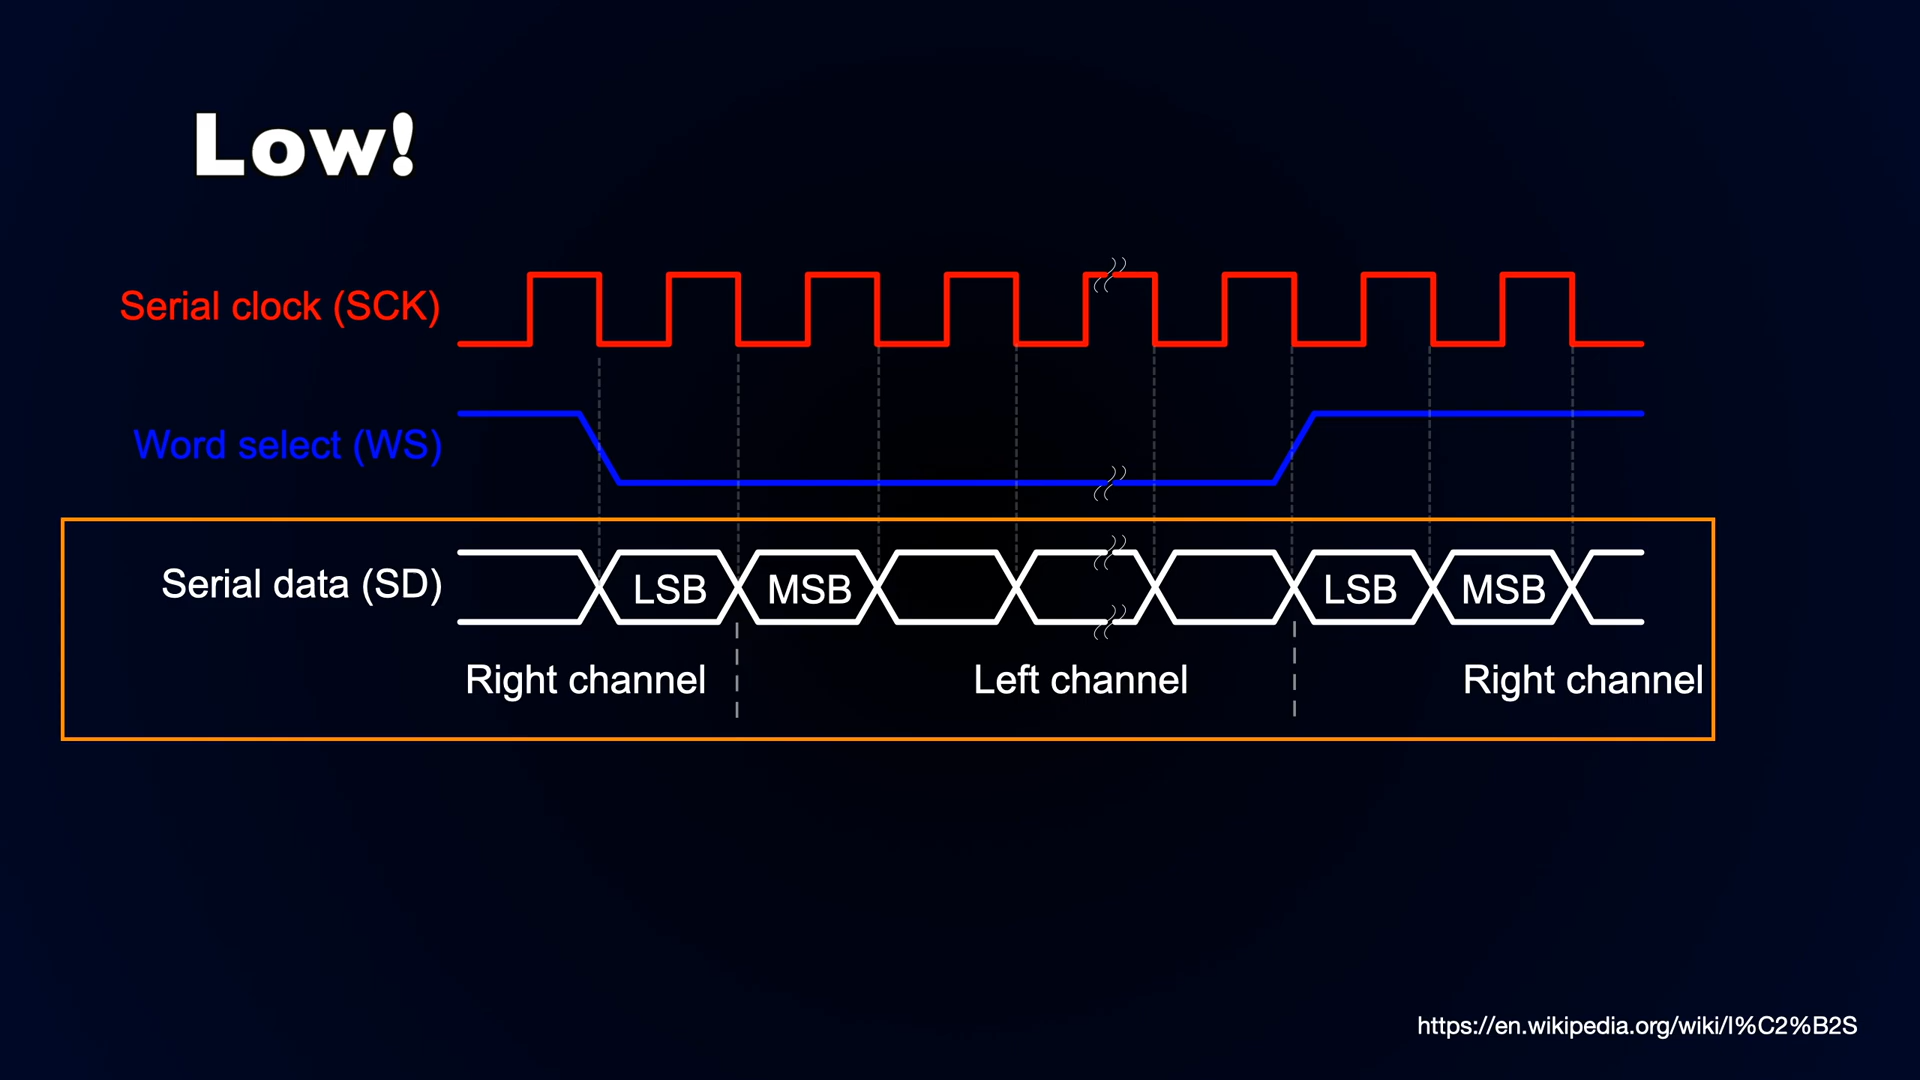 Low!
Serial clock (SCK)
Word select (WS)
Serial data (SD)
LSB
MSB
LSB
MSB
Right channel
Left channel
Right channel
https://en.wikipedia.org/wiki/I%C2%B2S